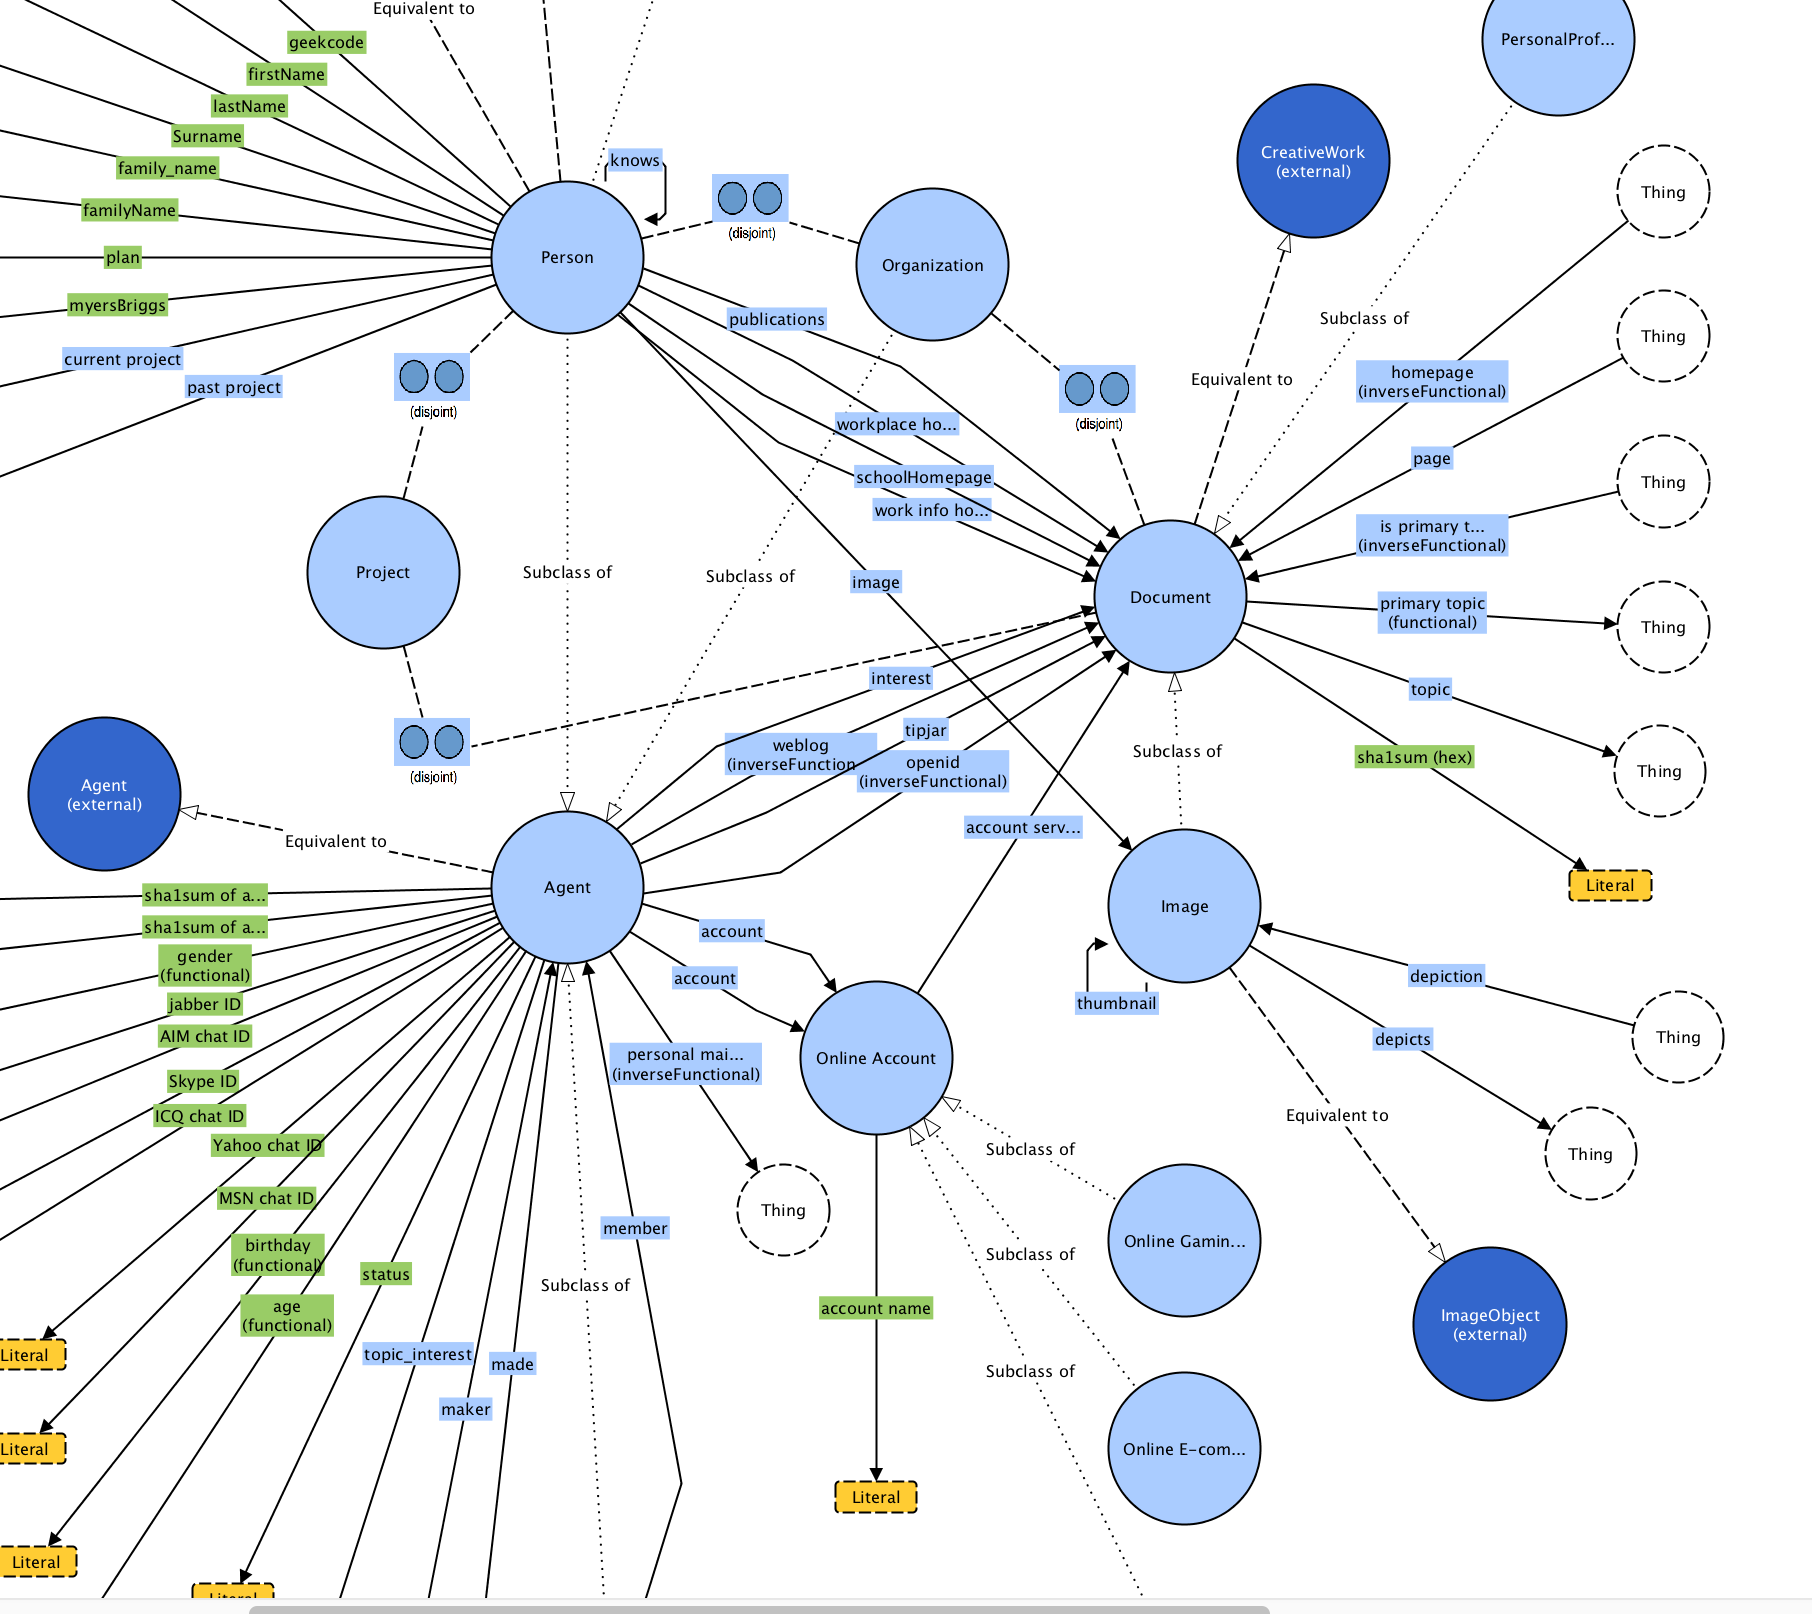 Equivalent to
geekcode
firstName
lastName
Surname
family_name
familyName
plan
myersBriggs
current project
past project
knows
(disjoint)
Person
Organization
PersonalProf...
CreativeWork
(external)
Thing
publications
Subclass of
Thing
Equivalent to
homepage
(inverseFunctional)
(disjoint)
(disjoint)
workplace ho...
page
schoolHomepage
work info ho...
Thing
is primary t...
(inverseFunctional)
Project
Subclass of
Subclass of
image
Document
primary topic
(functional)
Thing
interest
topic
tipjar
weblog
(inverseFunction
openid
(inverseFunctional)
Subclass of
sha1sum (hex)
Thing
(disjoint)
Agent
(external)
Equivalent to
account serv...
Agent
Literal
sha1sum of a...
sha1sum of a...
gender
(functional)
jabber ID
AIM chat ID
Skype ID
ICQ chat ID
Yahoo chat ID
MSN chat ID
birthday
(functional)
age
(functional)
status
topic_interest
maker
made
member
Subclass of
account
account
personal mai...
(inverseFunctional)
Thing
Online Account
Image
thumbnail
depiction
depicts
Thing
Thing
Equivalent to
ImageObject
(external)
Subclass of
Online Gamin...
Subclass of
account name
Subclass of
Online E-com...
Literal
Literal
Literal
Literal
Literal